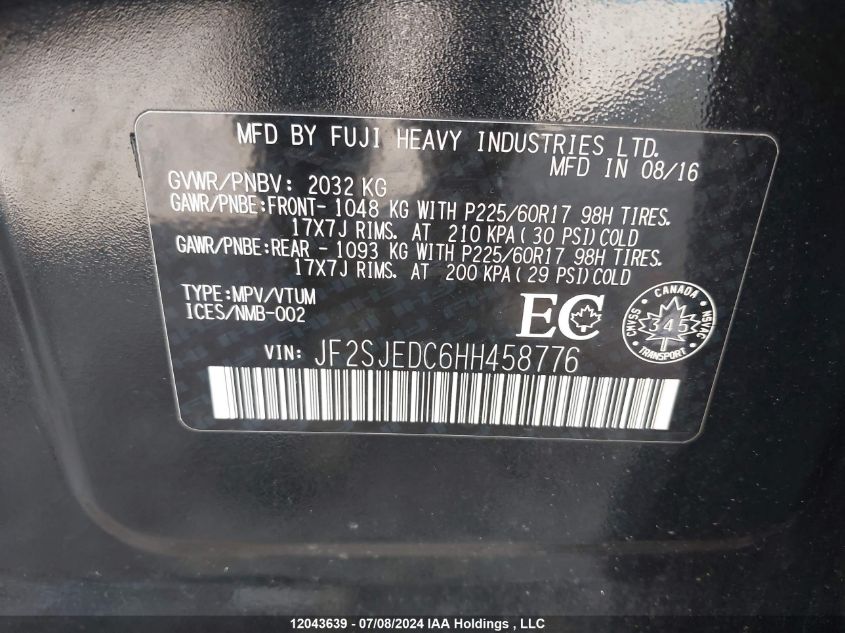 MFD BY FUJI HEAVY INDUSTRIES LTD.
MFD IN 08/16
GVWR/PNBV: 2032 KG
GAWR/PNBE:FRONT- 1048 KG WITH P225/60R17 98H TIRES.
17X7J RIMS. AT 210 KPA( 30 PSI)COLD
GAWR/PNBE:REAR - 1093 KG WITH P225/60R17 98H TIRES.
17X7J RIMS. AT 200 KPA( 29 PSI)COLD
TYPE:MPV/VTUM
ICES/NMB-002
EC
CANADA
CMVSS 345 NSVAC
TRANSPORT
VIN: JF2SJEDC6HH458776
12043639 - 07/08/2024 IAA Holdings , LLC